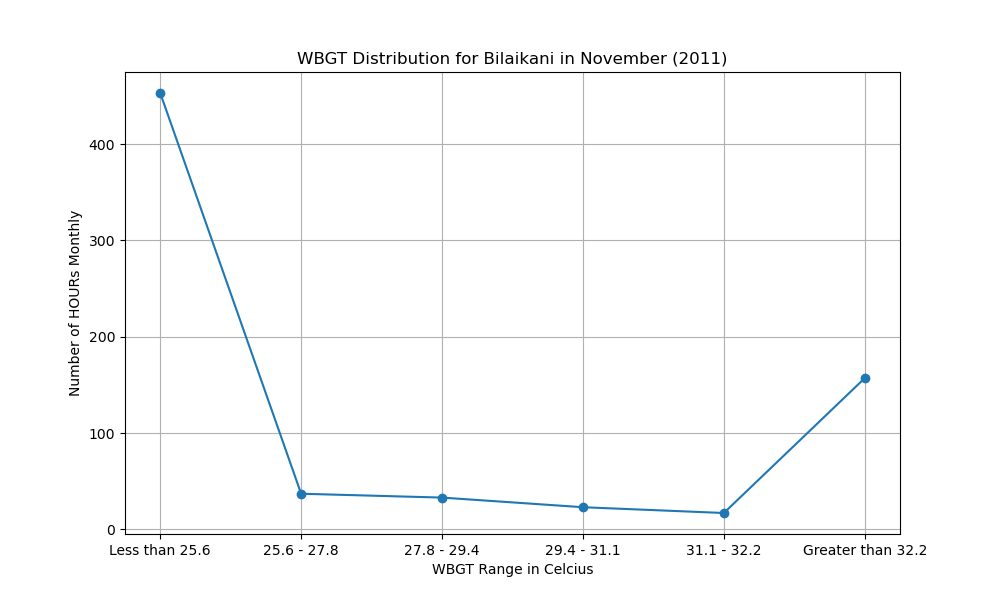 WBGT Distribution for Bilaikani in November (2011)
Number of HOURs Monthly
400
300
200
100
0
Less than 25.6
25.6 - 27.8
27.8 - 29.4
29.4 - 31.1
31.1 - 32.2
Greater than 32.2
WBGT Range in Celcius